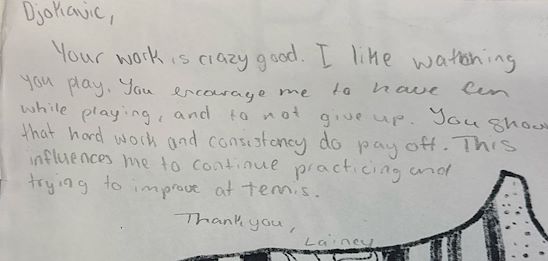 Djokavic,
Your work is crazy good. I like watching
you play. You encourage me to have fun
while playing, and to not give up. You show
that hard work and consistancy do pay off. This
influences me to continue practicing and
trying to improve at tennis.
Thank you,
Lainey